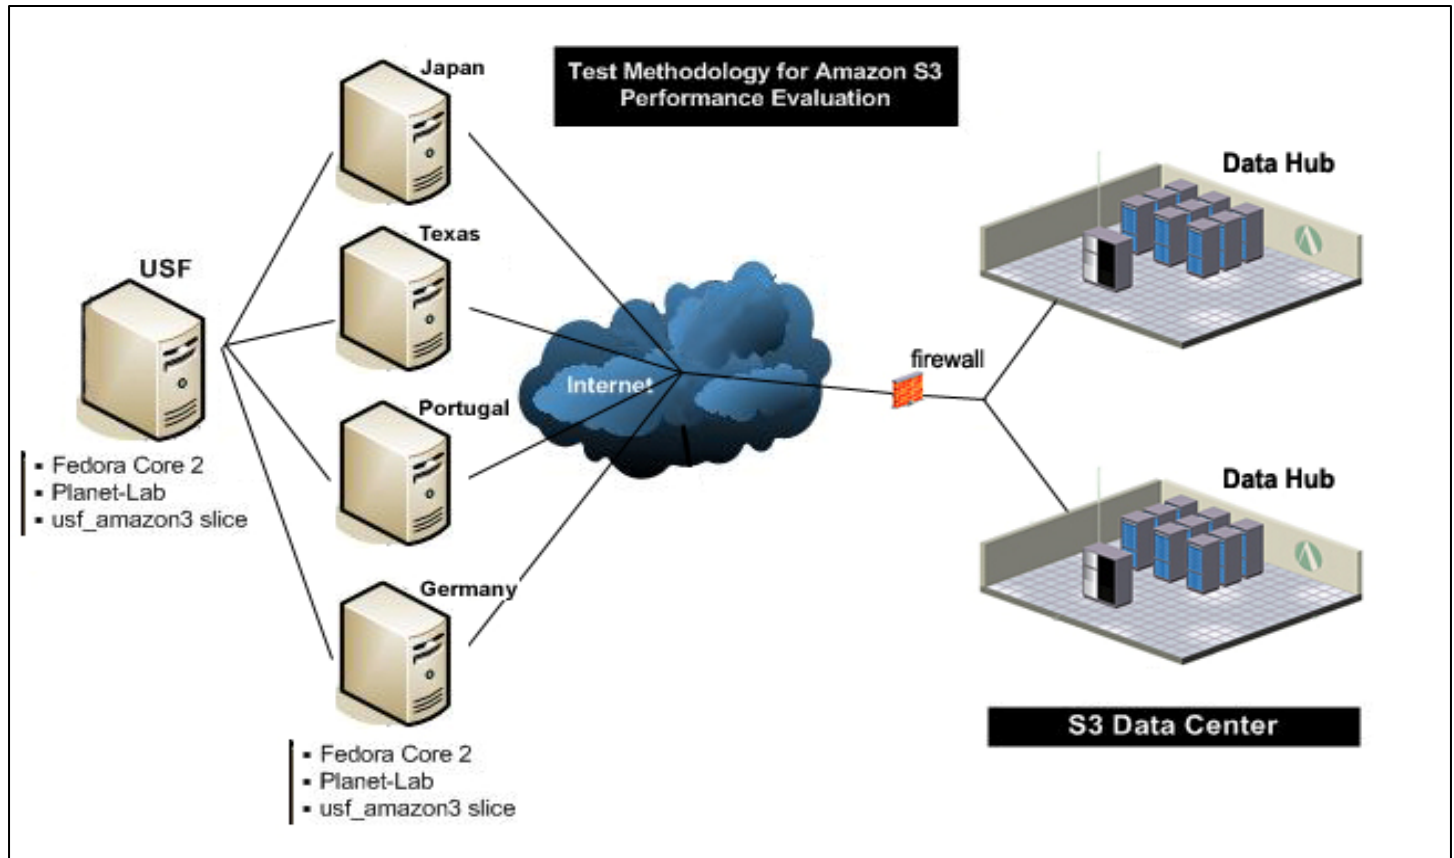 Test Methodology for Amazon S3
Performance Evaluation
Japan
Texas
USF
Portugal
Germany
▪ Fedora Core 2
▪ Planet-Lab
▪ usf_amazon3 slice
▪ Fedora Core 2
▪ Planet-Lab
▪ usf_amazon3 slice
Internet
firewall
Data Hub
Data Hub
S3 Data Center